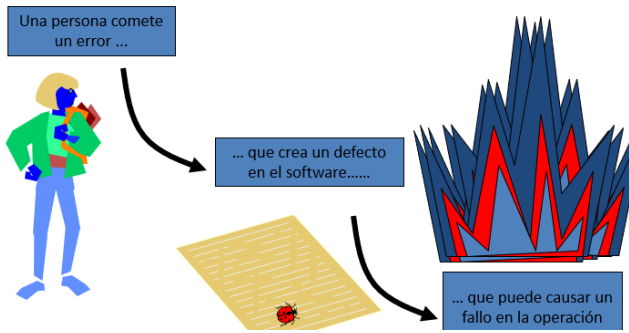 Una persona comete
un error ...
... que crea un defecto
en el software......
... que puede causar un
fallo en la operación